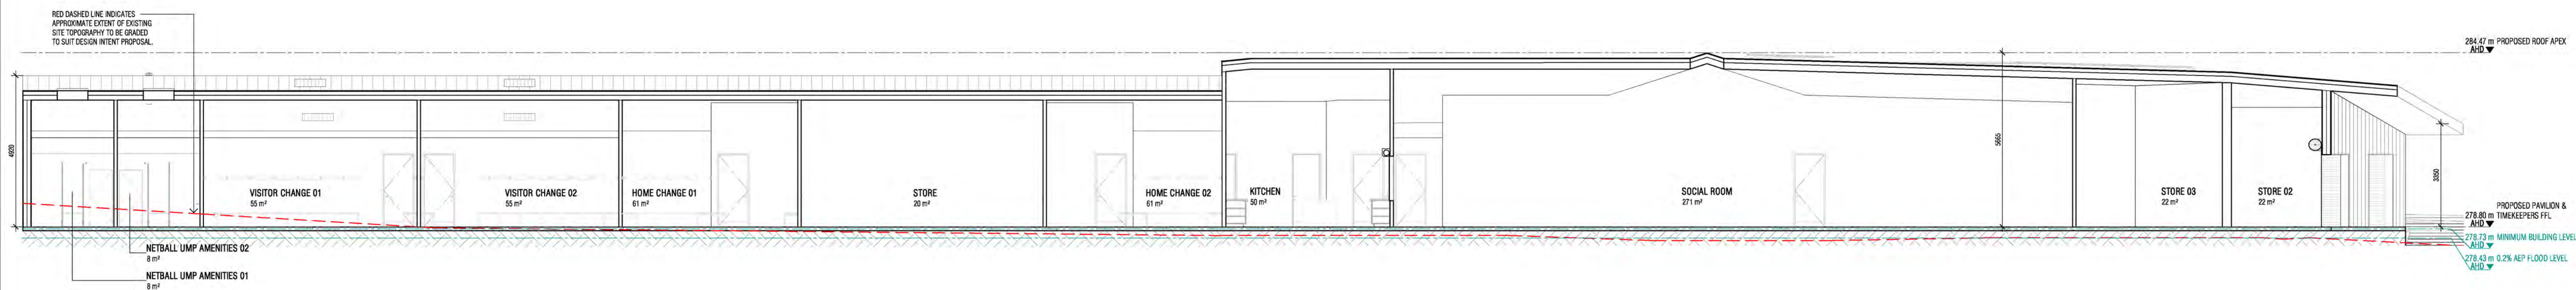 RED DASHED LINE INDICATES
APPROXIMATE EXTENT OF EXISTING
SITE TOPOGRAPHY TO BE GRADED
TO SUIT DESIGN INTENT PROPOSAL.
284.47 m PROPOSED ROOF APEX
AHD
4920
5665
3350
VISITOR CHANGE 01
55 m²
VISITOR CHANGE 02
55 m²
HOME CHANGE 01
61 m²
STORE
20 m²
HOME CHANGE 02
61 m²
KITCHEN
50 m²
SOCIAL ROOM
271 m²
STORE 03
22 m²
STORE 02
22 m²
PROPOSED PAVILION &
278.80 m TIMEKEEPERS FFL
AHD
278.73 m MINIMUM BUILDING LEVEL
AHD
278.43 m 0.2% AEP FLOOD LEVEL
AHD
NETBALL UMP AMENITIES 02
8 m²
NETBALL UMP AMENITIES 01
8 m²